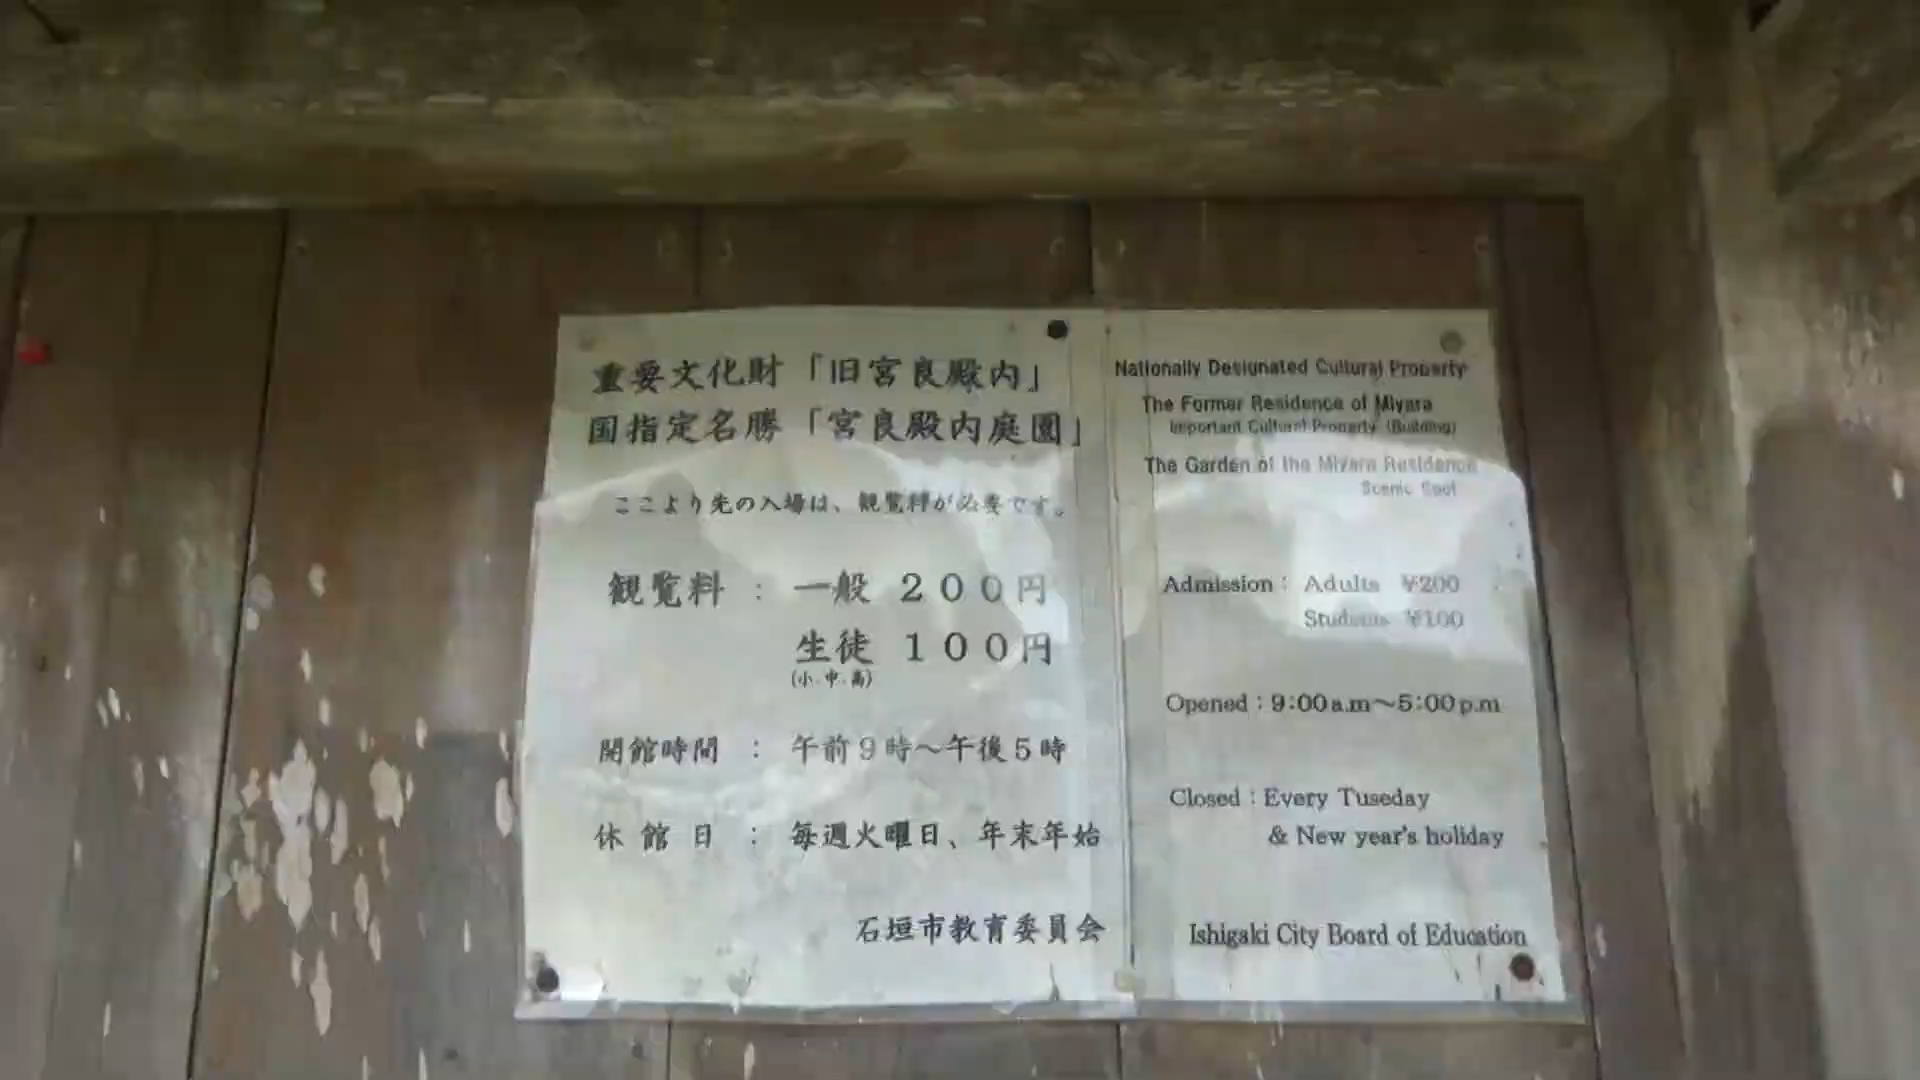 重要文化財「旧宮良殿内」
国指定名勝「宮良殿内庭園」
ここより先の入場は、観覧料が必要です。
観覧料 : 一般 200円
生徒 100円
(小・中・高)
開館時間 : 午前9時～午後5時
休館日 : 毎週火曜日、年末年始
石垣市教育委員会
Nationally Designated Cultural Property
The Former Residence of Miyara
Important Cultural Property (Building)
The Garden of the Miyara Residence
Scenic Spot
Admission : Adults ¥200
Students ¥100
Opened : 9:00a.m～5:00p.m
Closed : Every Tuseday
& New year's holiday
Ishigaki City Board of Education